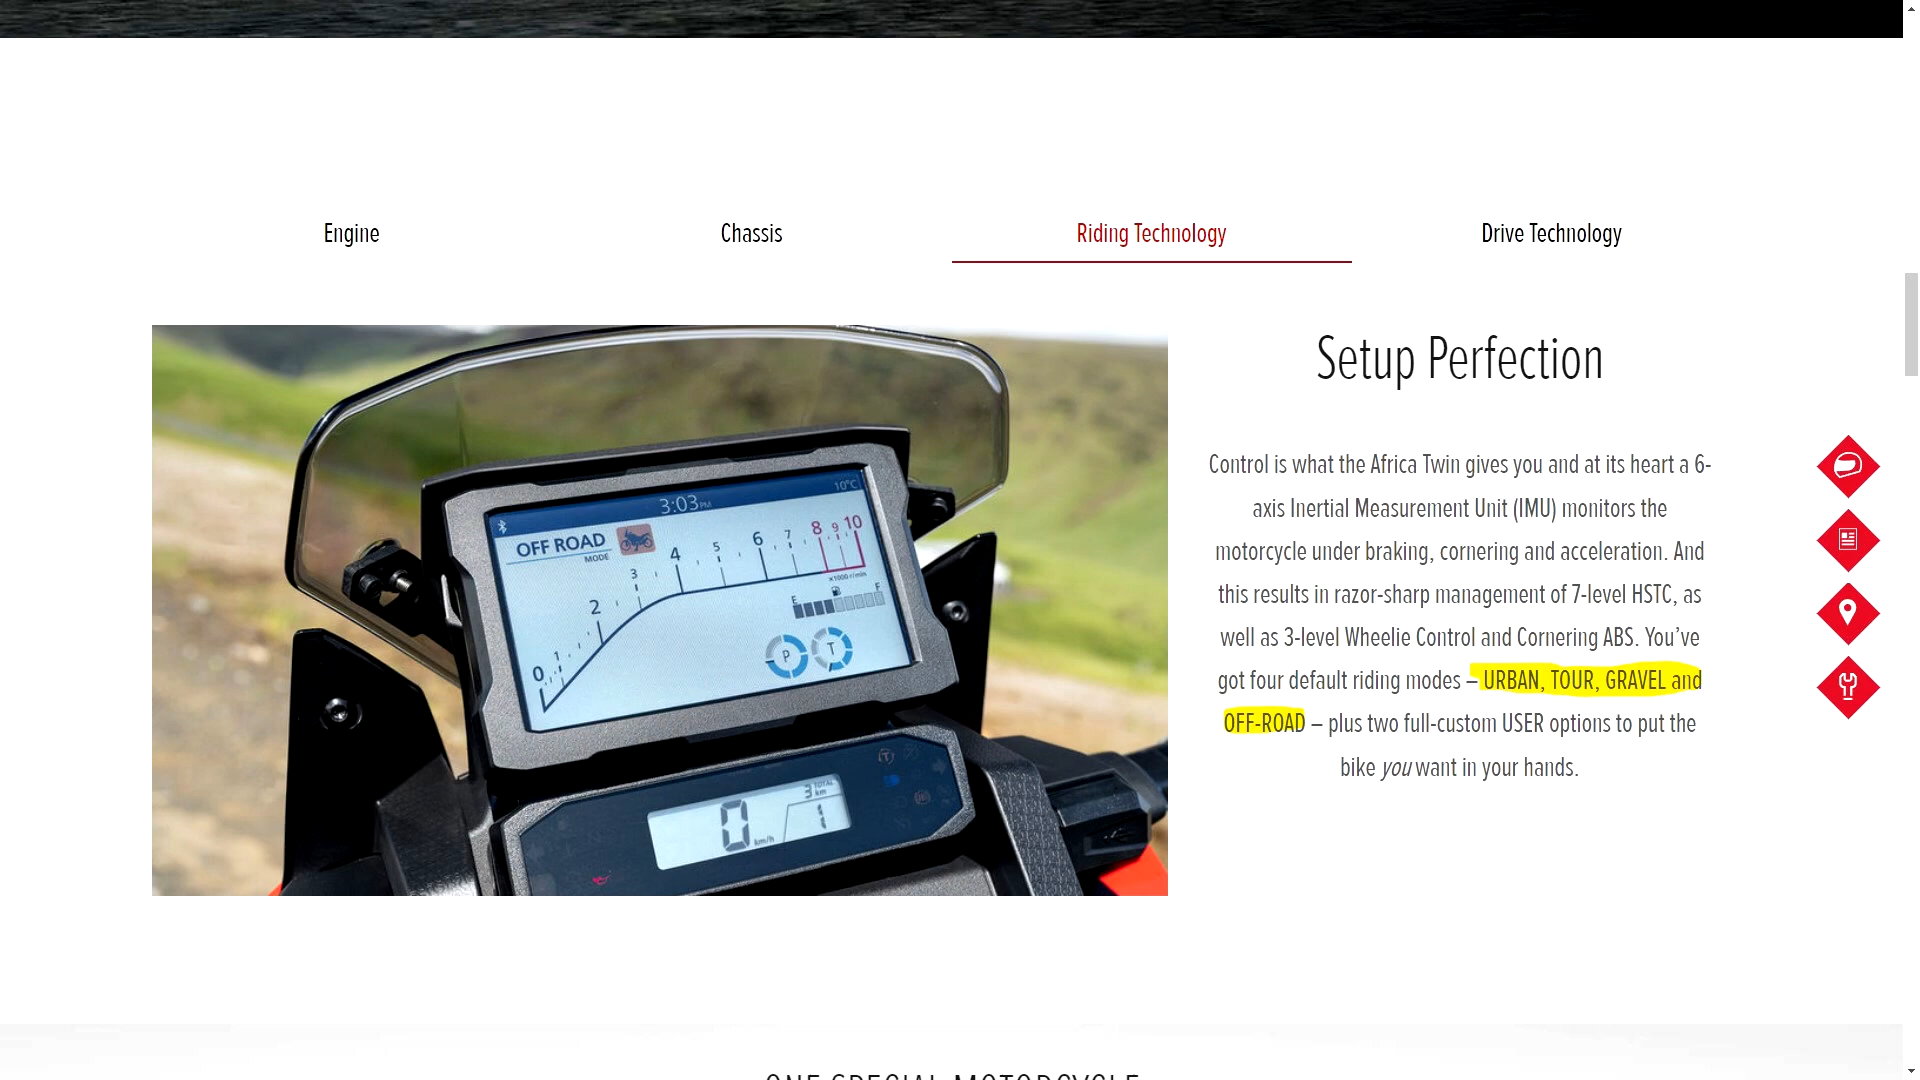 Engine
Chassis
Riding Technology
Drive Technology
Setup Perfection
3:03PM
10°C
OFF ROAD
MODE
0
1
2
3
4
5
6
7
8
9
10
×1000 r/min
E
F
P
T
0
km/h
3 TOTAL
km
1
Control is what the Africa Twin gives you and at its heart a 6-
axis Inertial Measurement Unit (IMU) monitors the
motorcycle under braking, cornering and acceleration. And
this results in razor-sharp management of 7-level HSTC, as
well as 3-level Wheelie Control and Cornering ABS. You’ve
got four default riding modes – URBAN, TOUR, GRAVEL and
OFF-ROAD – plus two full-custom USER options to put the
bike you want in your hands.
ONE SPECIAL MOTORCYCLE